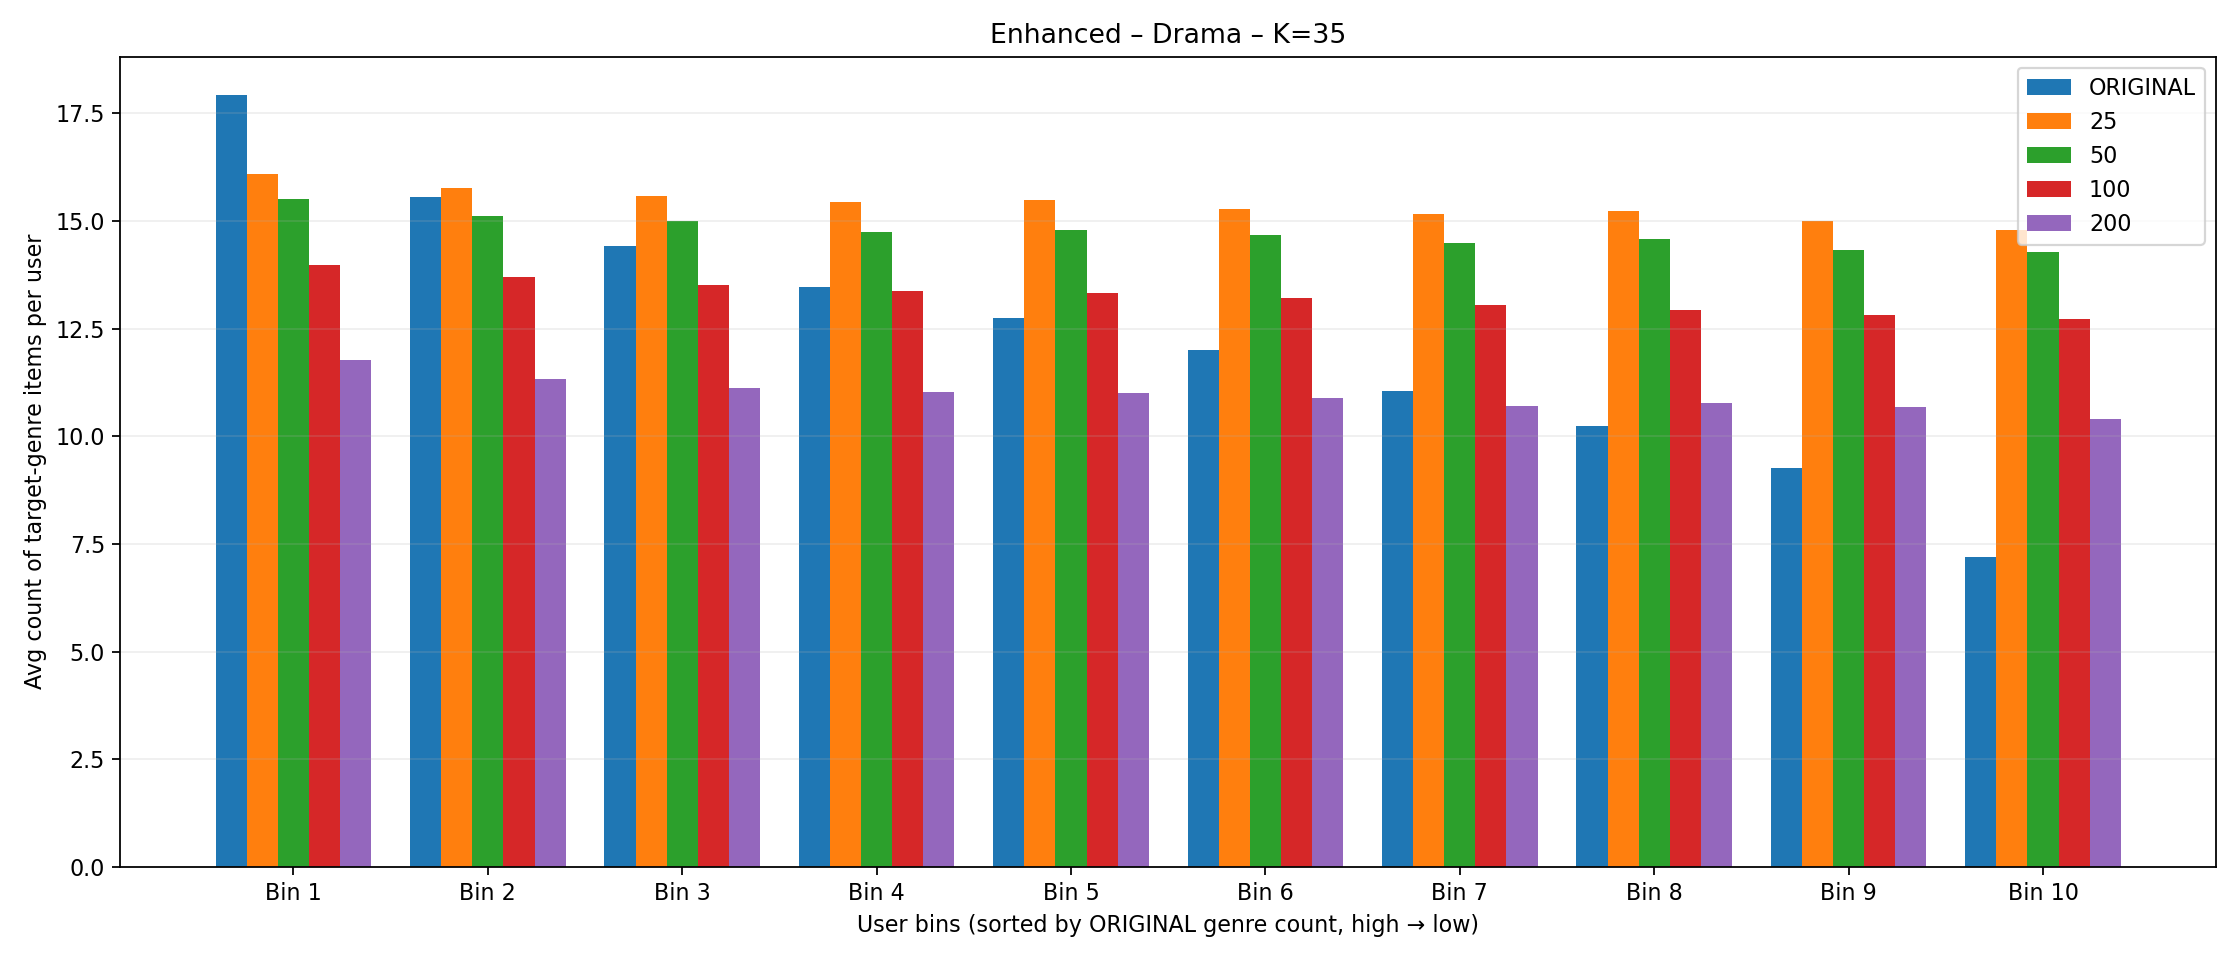 Enhanced – Drama – K=35
ORIGINAL
25
50
100
200
Avg count of target-genre items per user
17.5
15.0
12.5
10.0
7.5
5.0
2.5
0.0
Bin 1 Bin 2 Bin 3 Bin 4 Bin 5 Bin 6 Bin 7 Bin 8 Bin 9 Bin 10
User bins (sorted by ORIGINAL genre count, high → low)